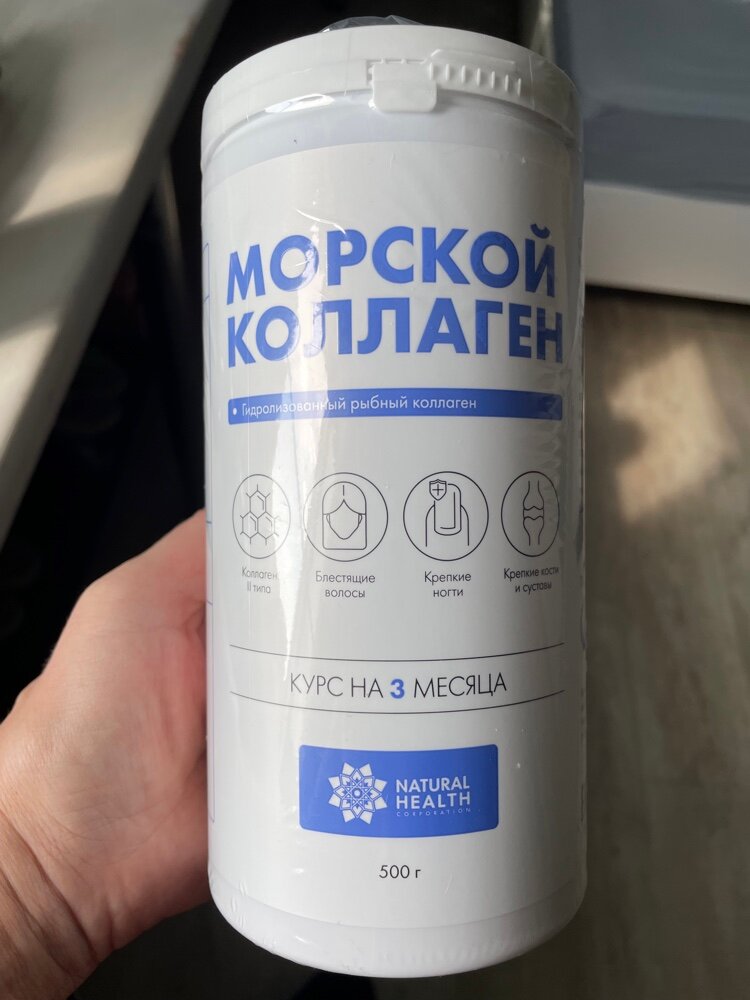 МОРСКОЙ
КОЛЛАГЕН
• Гидролизованный рыбный коллаген
Коллаген
II типа
Блестящие
волосы
Крепкие
ногти
Крепкие кости
и суставы
КУРС НА 3 МЕСЯЦА
NATURAL
HEALTH
CORPORATION
500 г